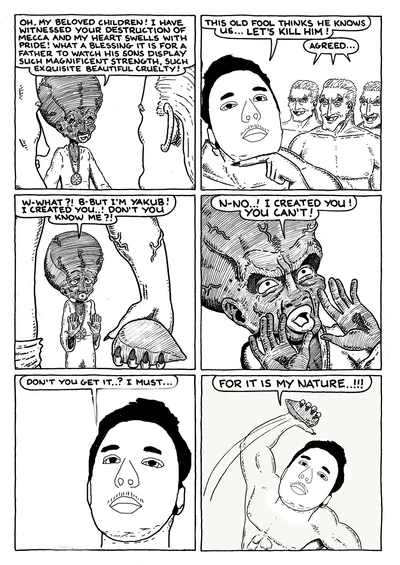 OH, MY BELOVED CHILDREN! I HAVE
WITNESSED YOUR DESTRUCTION OF
MECCA AND MY HEART SWELLS WITH
PRIDE! WHAT A BLESSING IT IS FOR A
FATHER TO WATCH HIS SONS DISPLAY
SUCH MAGNIFICENT STRENGTH, SUCH
EXQUISITE BEAUTIFUL CRUELTY!
THIS OLD FOOL THINKS HE KNOWS
US... LET'S KILL HIM!
AGREED...
W-WHAT?! B-BUT I'M YAKUB!
I CREATED YOU..! DON'T YOU
KNOW ME?!
N-NO..! I CREATED YOU!
YOU CAN'T!
DON'T YOU GET IT..? I MUST...
FOR IT IS MY NATURE..!!!